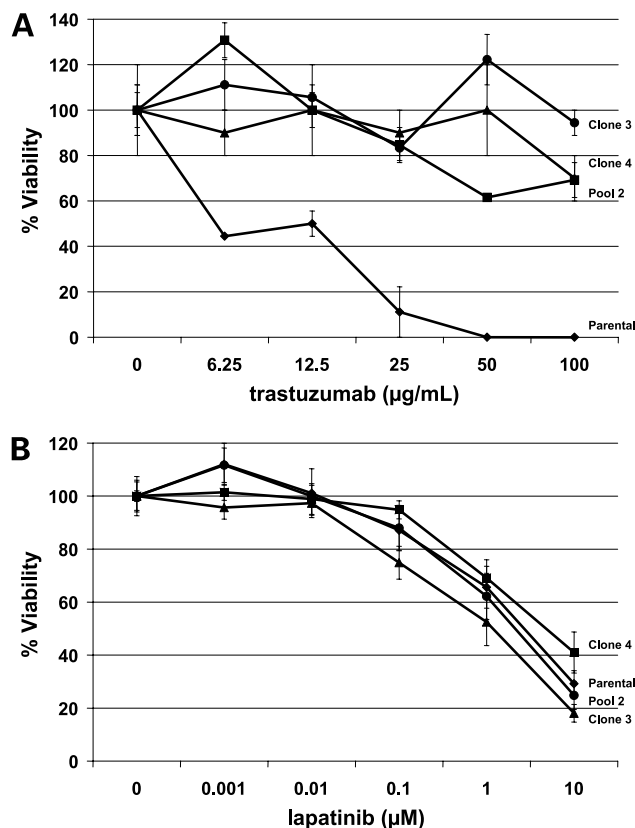 A
140
120
100
80
60
40
20
0
% Viability
Clone 3
Clone 4
Pool 2
Parental
0 6.25 12.5 25 50 100
trastuzumab (µg/mL)
B
120
100
80
60
40
20
0
% Viability
Clone 4
Parental
Pool 2
Clone 3
0 0.001 0.01 0.1 1 10
lapatinib (µM)